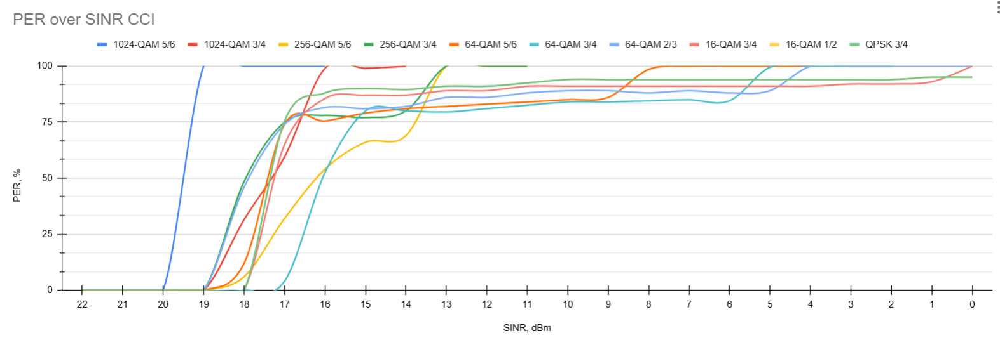 PER over SINR CCI
1024-QAM 5/6 1024-QAM 3/4 256-QAM 5/6 256-QAM 3/4 64-QAM 5/6 64-QAM 3/4 64-QAM 2/3 16-QAM 3/4 16-QAM 1/2 QPSK 3/4
100
75
50
25
0
PER, %
22 21 20 19 18 17 16 15 14 13 12 11 10 9 8 7 6 5 4 3 2 1 0
SINR, dBm